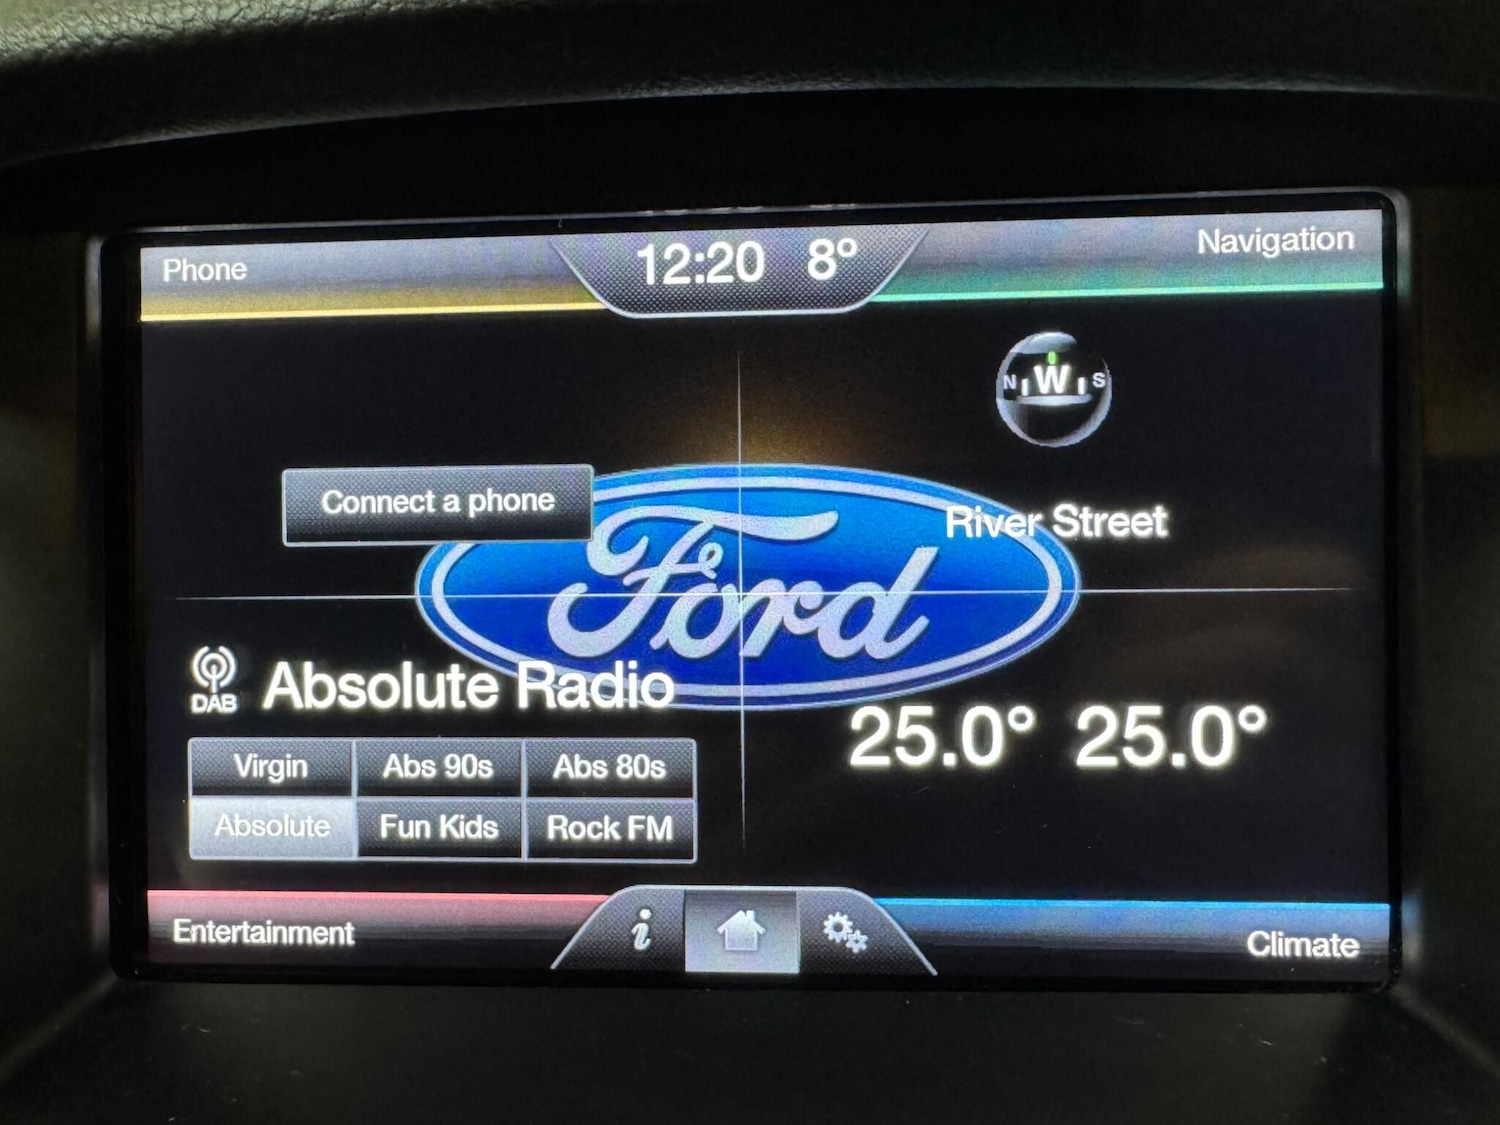 Phone
12:20 8°
Navigation
N W S
Connect a phone
River Street
Ford
DAB
Absolute Radio
25.0° 25.0°
Virgin Abs 90s Abs 80s
Absolute Fun Kids Rock FM
Entertainment
i
Climate